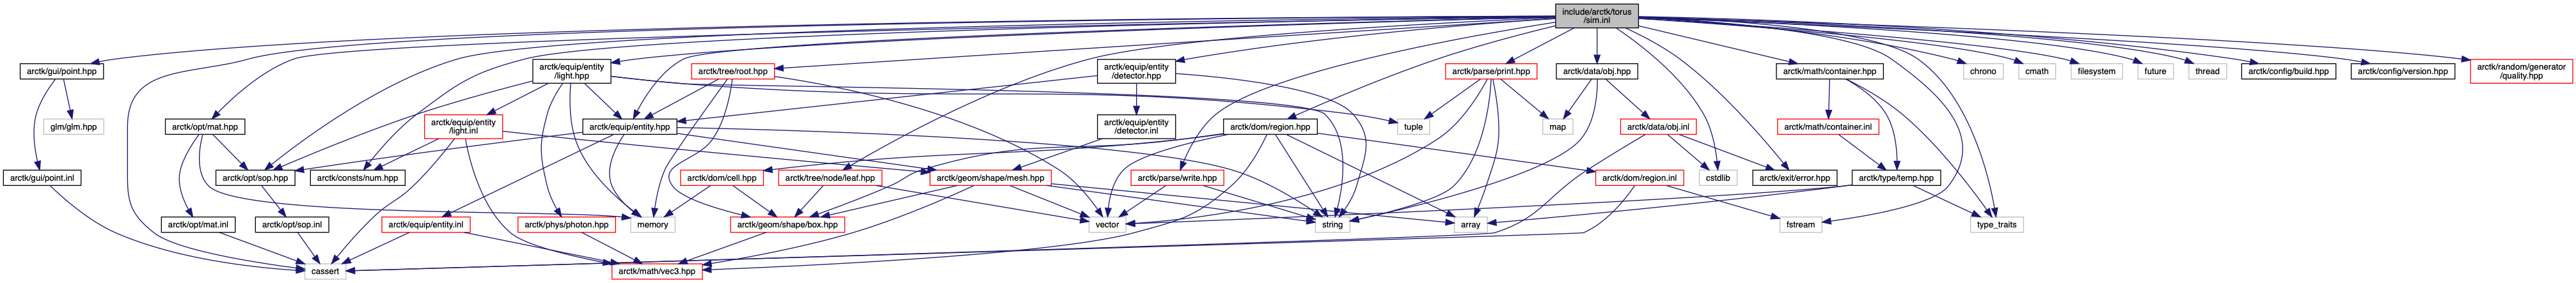 include/arctk/torus
/sim.inl
arctk/gui/point.hpp
arctk/equip/entity
/light.hpp
arctk/tree/root.hpp
arctk/equip/entity
/detector.hpp
arctk/parse/print.hpp
arctk/data/obj.hpp
arctk/math/container.hpp
chrono
cmath
filesystem
future
thread
arctk/config/build.hpp
arctk/config/version.hpp
arctk/random/generator
/quality.hpp
glm/glm.hpp
arctk/opt/mat.hpp
arctk/equip/entity
/light.inl
arctk/equip/entity.hpp
arctk/equip/entity
/detector.inl
arctk/dom/region.hpp
tuple
map
arctk/data/obj.inl
arctk/math/container.inl
arctk/gui/point.inl
arctk/opt/sop.hpp
arctk/consts/num.hpp
arctk/dom/cell.hpp
arctk/tree/node/leaf.hpp
arctk/geom/shape/mesh.hpp
arctk/parse/write.hpp
arctk/dom/region.inl
cstdlib
arctk/exit/error.hpp
arctk/type/temp.hpp
arctk/opt/mat.inl
arctk/opt/sop.inl
arctk/equip/entity.inl
arctk/phys/photon.hpp
memory
arctk/geom/shape/box.hpp
vector
string
array
fstream
type_traits
cassert
arctk/math/vec3.hpp